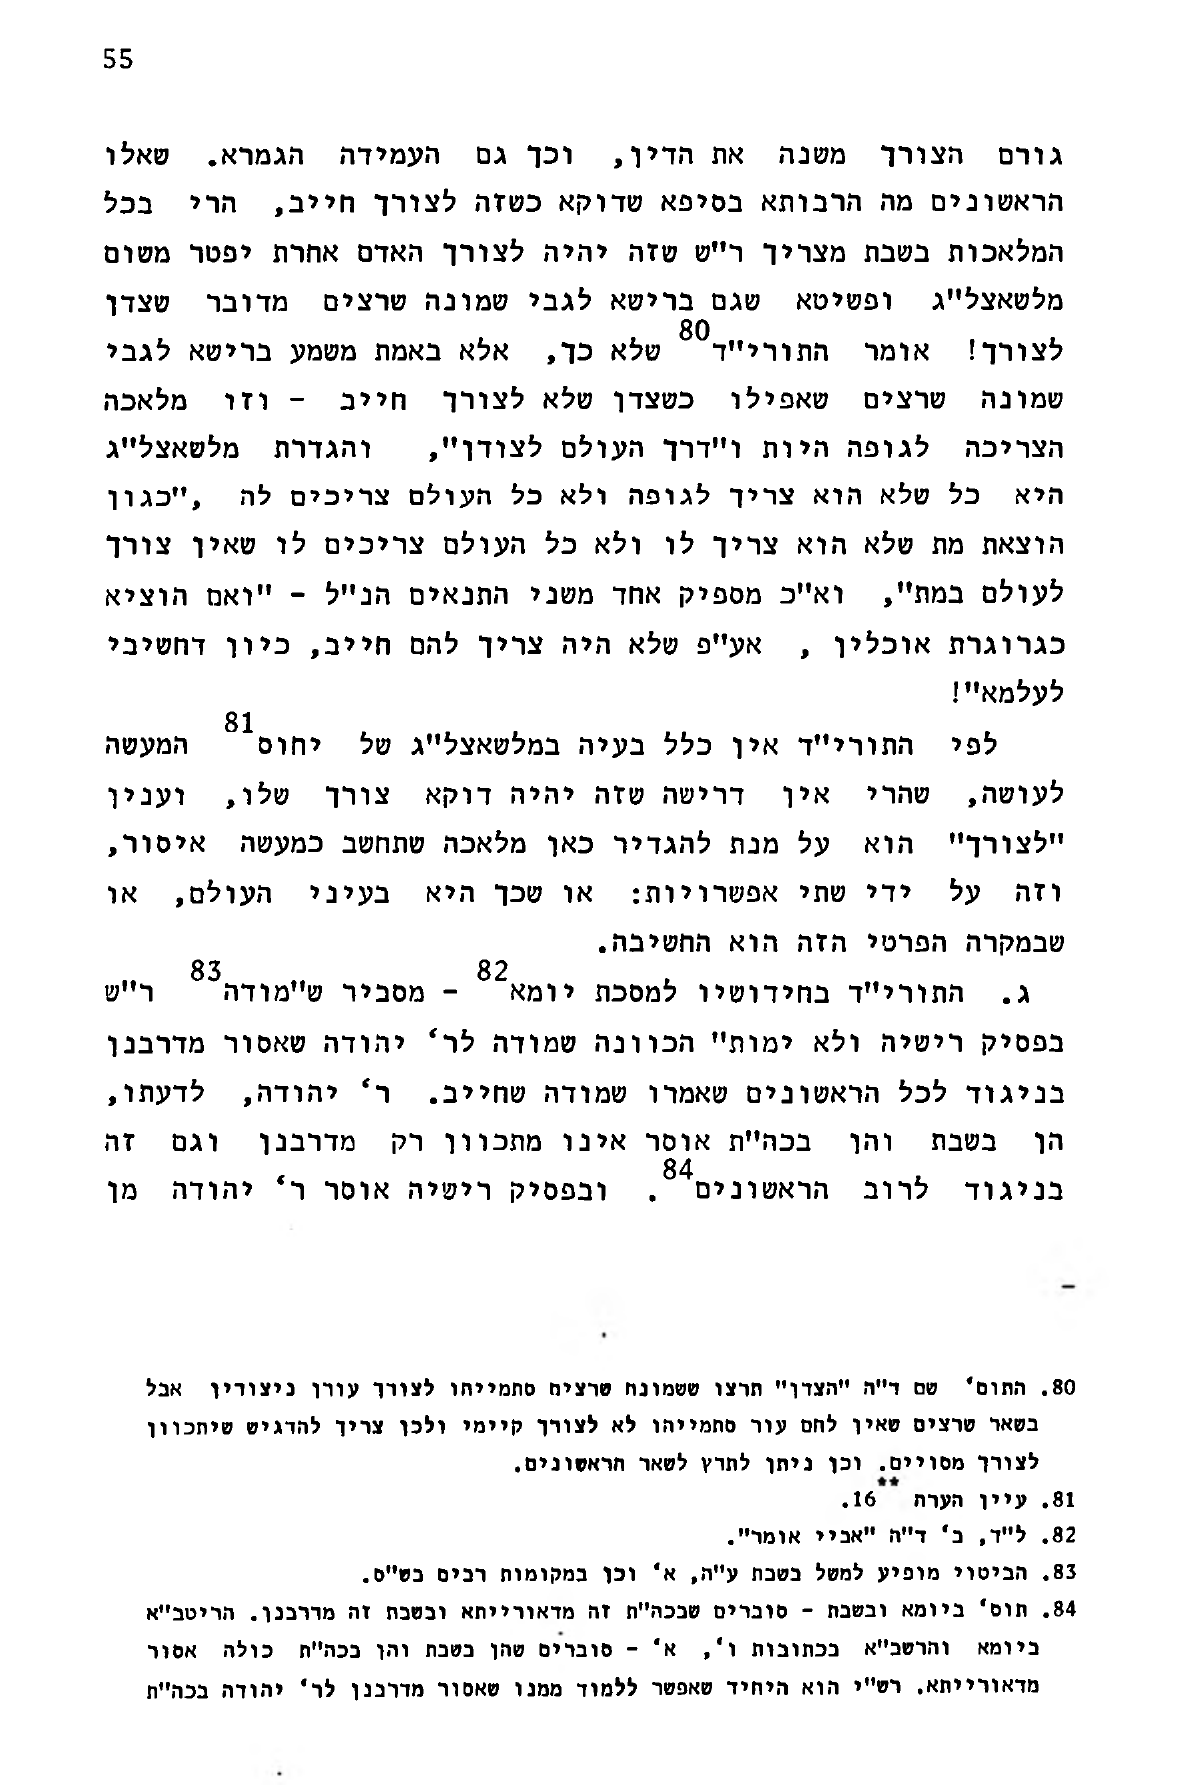 55
גורם הצורך משנה את הדין, וכך גם העמידה הגמרא. שאלו
הראשונים מה הרבותא בסיפא שדוקא כשזה לצורך חייב, הרי בכל
המלאכות בשבת מצריך ר"ש שזה יהיה לצורך האדם אחרת יפטר משום
מלשאצל"ג ופשיטא שגם ברישא לגבי שמונה שרצים מדובר שצדן
לצורך! אומר התורי"ד80 שלא כך, אלא באמת משמע ברישא לגבי
שמונה שרצים שאפילו כשצדן שלא לצורך חייב - וזו מלאכה
הצריכה לגופה היות ו"דרך העולם לצודן", והגדרת מלשאצל"ג
היא כל שלא הוא צריך לגופה ולא כל העולם צריכים לה ,"כגון
הוצאת מת שלא הוא צריך לו ולא כל העולם צריכים לו שאין צורך
לעולם במת", וא"כ מספיק אחד משני התנאים הנ"ל - "ואם הוציא
כגרוגרת אוכלין , אע"פ שלא היה צריך להם חייב, כיון דחשיבי
לעלמא"!
לפי התורי"ד אין כלל בעיה במלשאצל"ג של יחוס81 המעשה
לעושה, שהרי אין דרישה שזה יהיה דוקא צורך שלו, וענין
"לצורך" הוא על מנת להגדיר כאן מלאכה שתחשב כמעשה איסור,
וזה על ידי שתי אפשרויות: או שכך היא בעיני העולם, או
שבמקרה הפרטי הזה הוא החשיבה.
ג. התורי"ד בחידושיו למסכת יומא82 - מסביר ש"מודה83 ר"ש
בפסיק רישיה ולא ימות" הכוונה שמודה לר' יהודה שאסור מדרבנן
בניגוד לכל הראשונים שאמרו שמודה שחייב. ר' יהודה, לדעתו,
הן בשבת והן בכה"ת אוסר אינו מתכוון רק מדרבנן וגם זה
בניגוד לרוב הראשונים84. ובפסיק רישיה אוסר ר' יהודה מן
80. התוס' שם ד"ה "הצדן" תרצו ששמונה שרצים סתמייהו לצורך עורן ניצודין אבל
בשאר שרצים שאין להם עור סתמייהו לא לצורך קיימי ולכן צריך להדגיש שיתכוון
לצורך מסויים. וכן ניתן לתרץ לשאר הראשונים.
81. עיין הערה **16.
82. ל"ד, ב' ד"ה "אביי אומר".
83. הביטוי מופיע למשל בשבת ע"ה, א' וכן במקומות רבים בש"ס.
84. תוס' ביומא ובשבת - סוברים שבכה"ת זה מדאורייתא ובשבת זה מדרבנן. הריטב"א
ביומא והרשב"א בכתובות ו', א' - סוברים שהן בשבת והן בכה"ת כולה אסור
מדאורייתא. רש"י הוא היחיד שאפשר ללמוד ממנו שאסור מדרבנן לר' יהודה בכה"ת